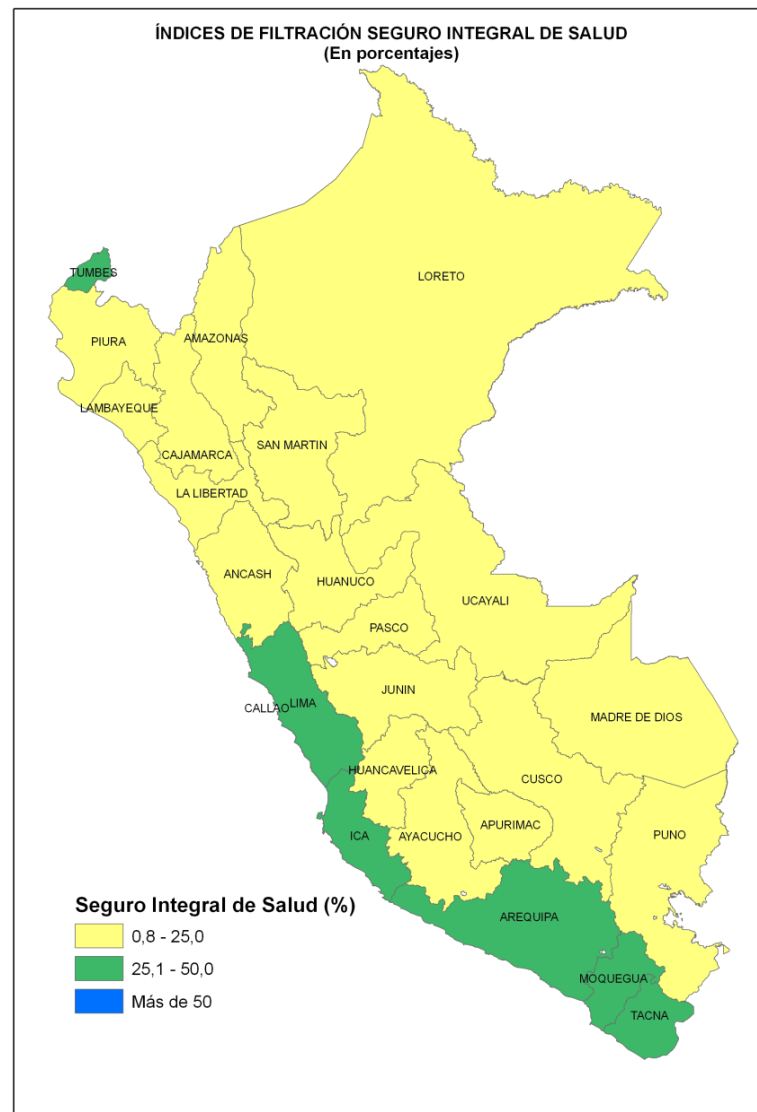 ÍNDICES DE FILTRACIÓN SEGURO INTEGRAL DE SALUD
(En porcentajes)
TUMBES
LORETO
PIURA
AMAZONAS
LAMBAYEQUE
CAJAMARCA
SAN MARTIN
LA LIBERTAD
ANCASH
HUANUCO
UCAYALI
PASCO
JUNIN
CALLAO
LIMA
MADRE DE DIOS
HUANCAVELICA
CUSCO
ICA
AYACUCHO
APURIMAC
PUNO
AREQUIPA
MOQUEGUA
TACNA
Seguro Integral de Salud (%)
0,8 - 25,0
25,1 - 50,0
Más de 50